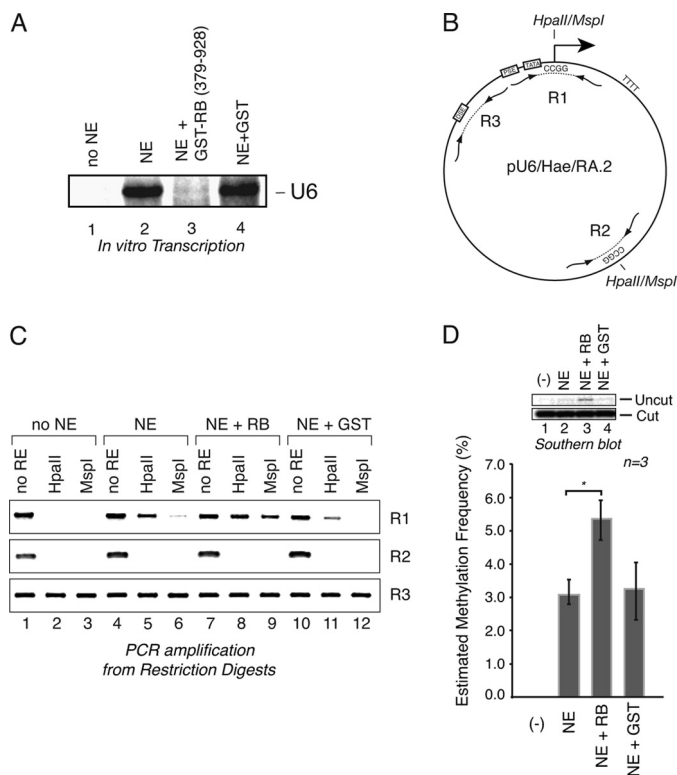 A
no NE
NE
NE +
GST-RB (379-928)
NE+GST
U6
1 2 3 4
In vitro Transcription
B
HpaII/MspI
DSE
PSE
TATA
CCGG
TTTT
R1
R3
pU6/Hae/RA.2
R2
CCGG
HpaII/MspI
C
no NE NE NE + RB NE + GST
no RE HpaII MspI no RE HpaII MspI no RE HpaII MspI no RE HpaII MspI
R1
R2
R3
1 2 3 4 5 6 7 8 9 10 11 12
PCR amplification
from Restriction Digests
D
(-) NE NE + RB NE + GST
Uncut
Cut
1 2 3 4
Southern blot
n=3
Estimated Methylation Frequency (%)
7.0
6.0
5.0
4.0
3.0
2.0
1.0
0.0
*
(-) NE NE + RB NE + GST